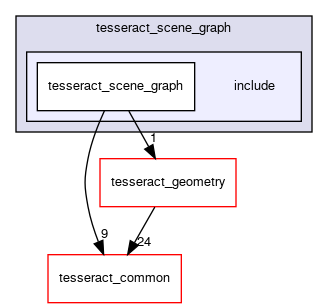 tesseract_scene_graph
tesseract_scene_graph
include
1
tesseract_geometry
9
24
tesseract_common